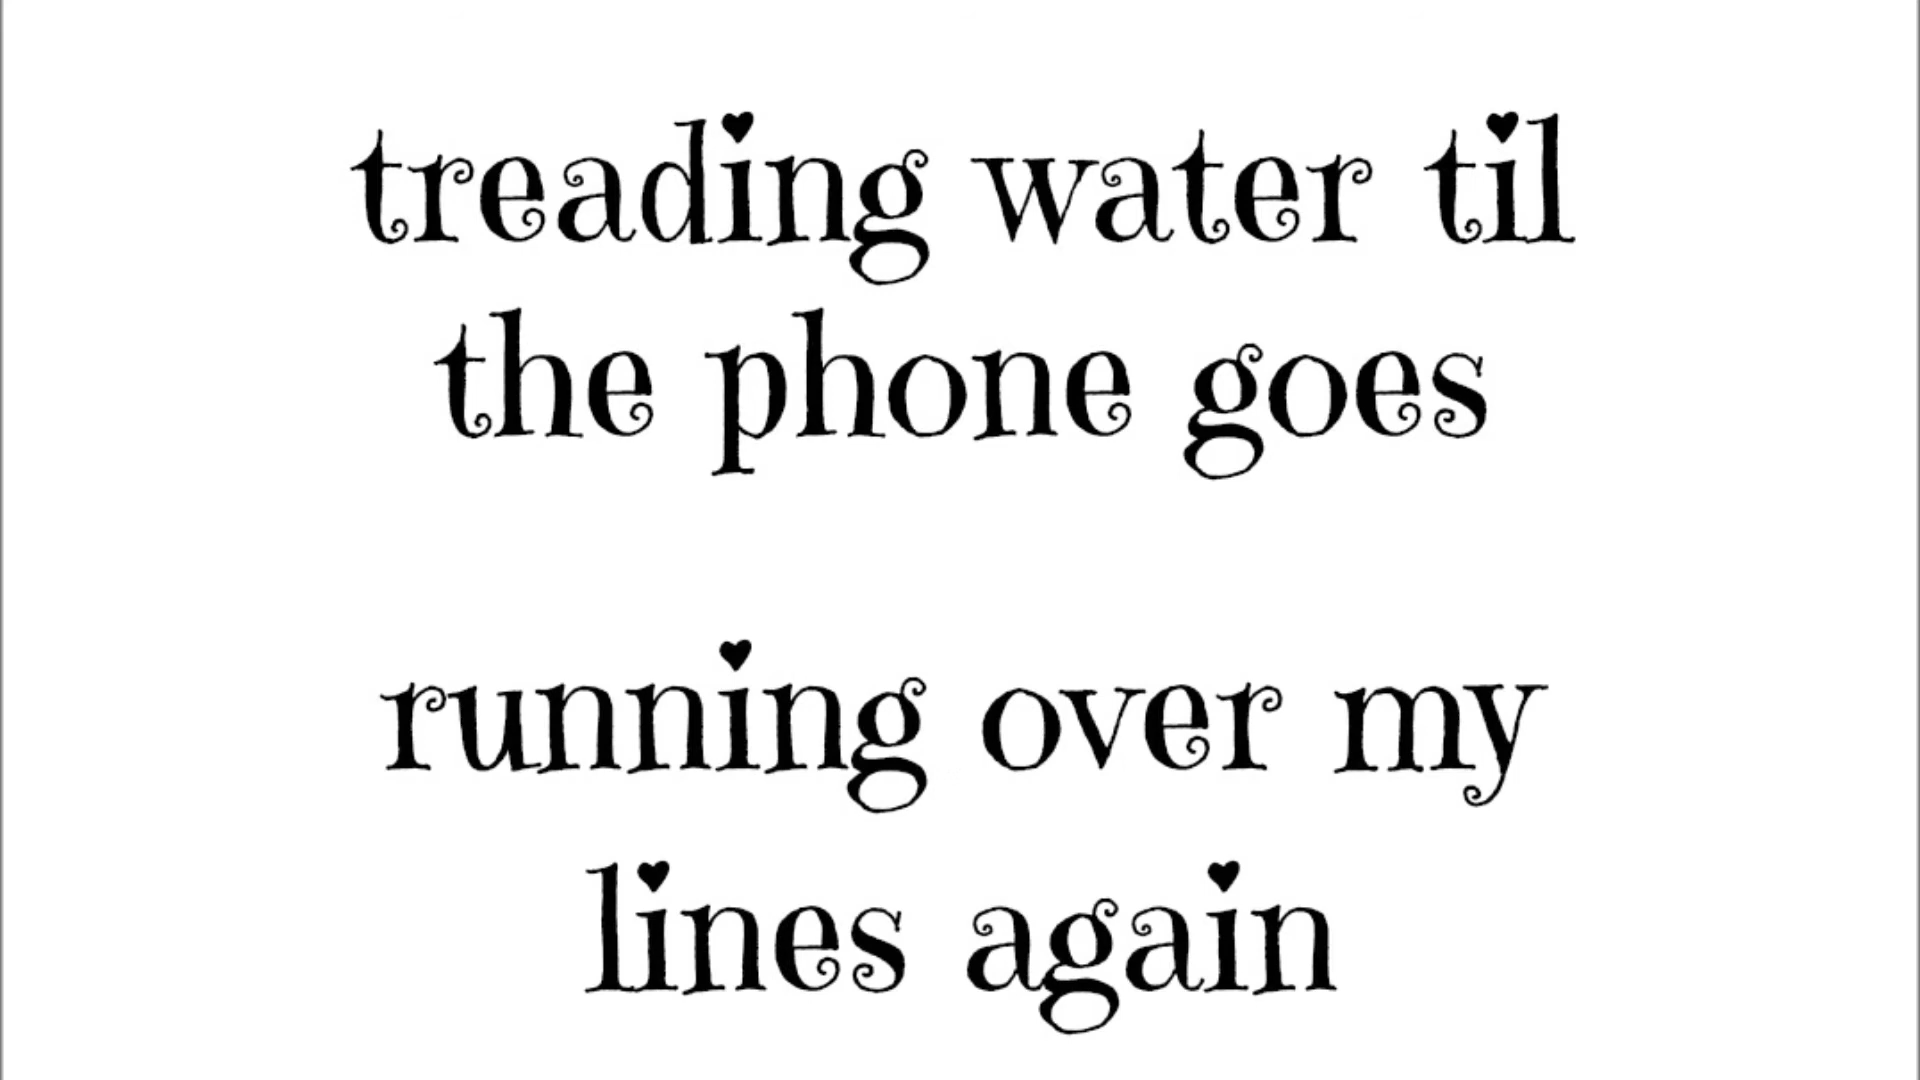 treading water til
the phone goes
running over my
lines again